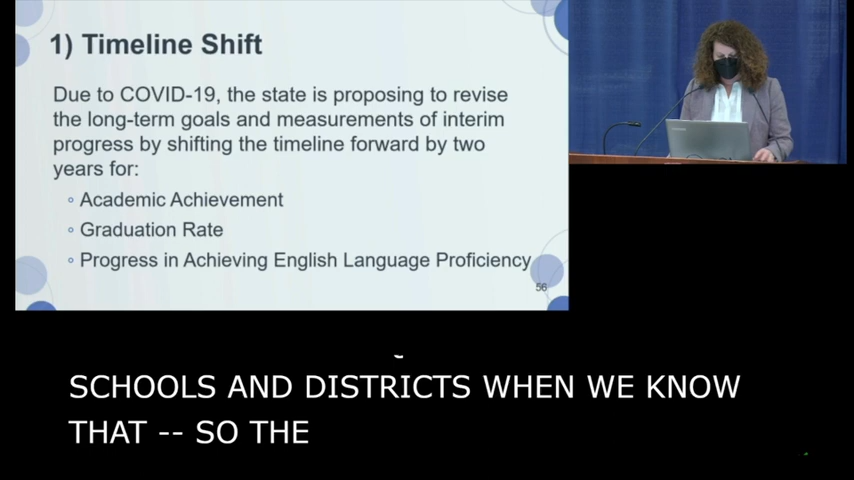 1) Timeline Shift
Due to COVID-19, the state is proposing to revise
the long-term goals and measurements of interim
progress by shifting the timeline forward by two
years for:
Academic Achievement
Graduation Rate
Progress in Achieving English Language Proficiency
56
SCHOOLS AND DISTRICTS WHEN WE KNOW
THAT -- SO THE